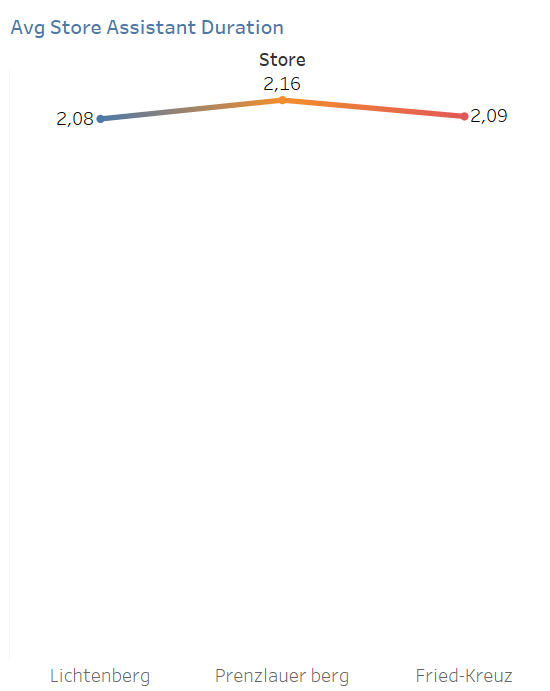 Avg Store Assistant Duration
Store
2,16
2,08
2,09
Lichtenberg
Prenzlauer berg
Fried-Kreuz